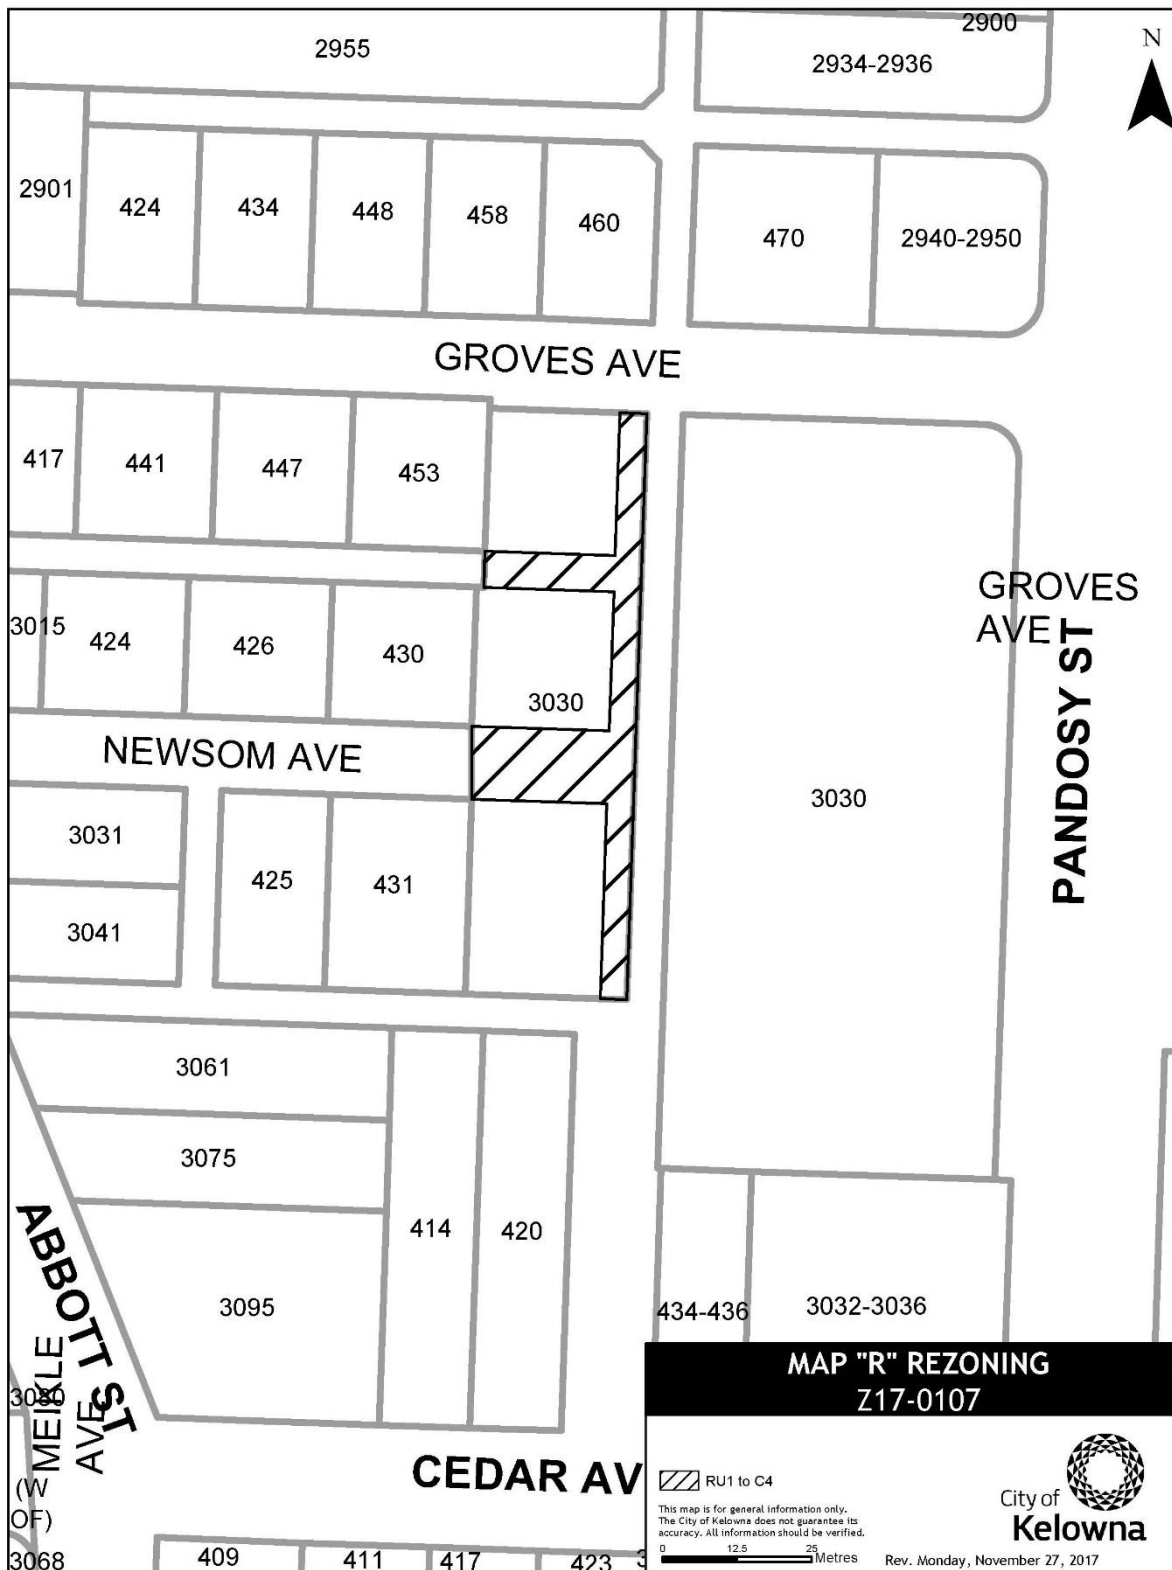 2900
N
2955
2934-2936
2901
424
434
448
458
460
470
2940-2950
GROVES AVE
417
441
447
453
GROVES
AVE
3015
424
426
430
3030
NEWSOM AVE
PANDOSY ST
3030
3031
425
431
3041
3061
3075
414
420
3095
434-436
3032-3036
ABBOTT ST
MEIKLE
AVE
3080
(W
OF)
3068
CEDAR AV
409
411
417
423
MAP "R" REZONING
Z17-0107
RU1 to C4
This map is for general information only.
The City of Kelowna does not guarantee its
accuracy. All information should be verified.
0 12.5 25
Metres
City of
Kelowna
Rev. Monday, November 27, 2017